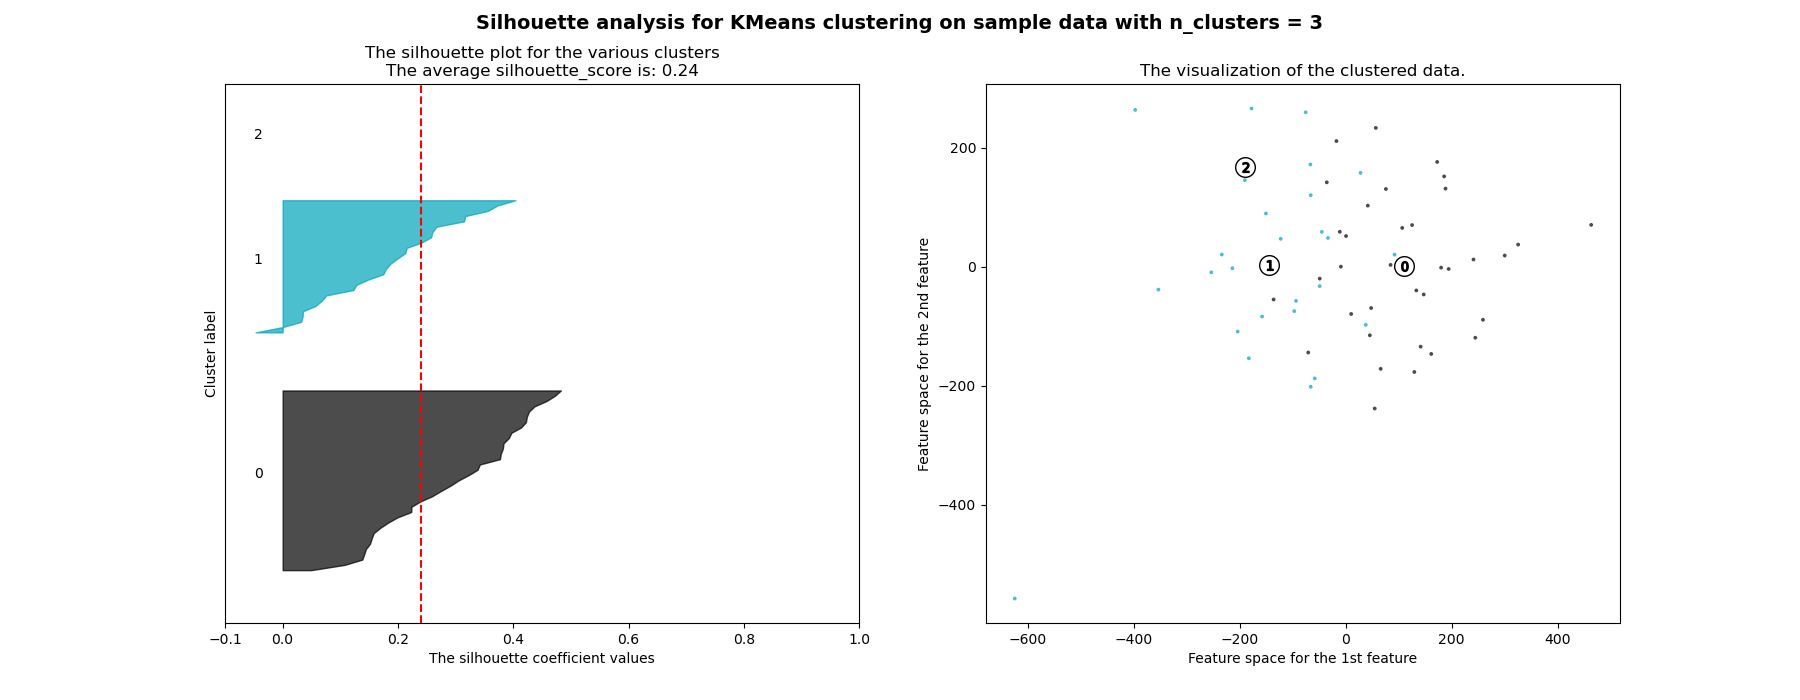 Silhouette analysis for KMeans clustering on sample data with n_clusters = 3
The silhouette plot for the various clusters
The average silhouette_score is: 0.24
2
1
0
Cluster label
−0.1 0.0 0.2 0.4 0.6 0.8 1.0
The silhouette coefficient values
The visualization of the clustered data.
200
0
−200
−400
Feature space for the 2nd feature
2
1
0
−600 −400 −200 0 200 400
Feature space for the 1st feature